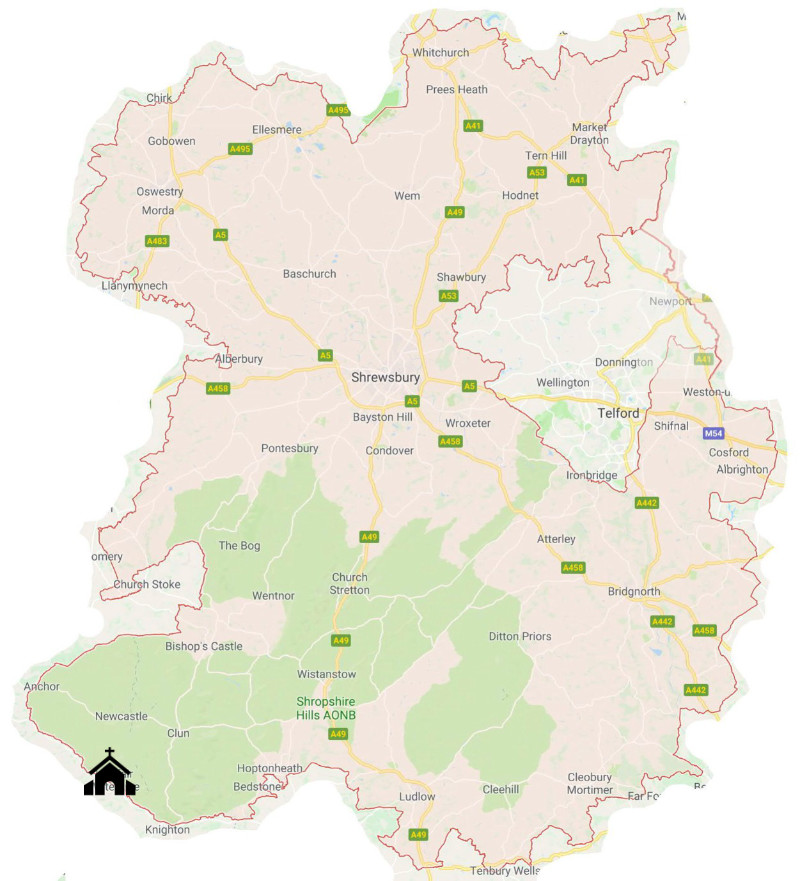 M
Whitchurch
Prees Heath
Chirk
A495
Ellesmere
A41
Market
Drayton
Gobowen
A495
Tern Hill
A53
A41
Oswestry
Wem
Hodnet
Morda
A49
A5
A483
Baschurch
Shawbury
Llanymynech
A53
Newport
Alberbury
A5
A41
Donnington
Shrewsbury
Wellington
A458
A5
Weston-u
A5
Telford
Bayston Hill
Wroxeter
Shifnal
M54
A458
Pontesbury
Condover
Cosford
Albrighton
Ironbridge
A442
The Bog
A49
Atterley
omery
A458
Church Stoke
Church
Stretton
Wentnor
Bridgnorth
A442
A458
Bishop's Castle
A49
Ditton Priors
Wistanstow
Anchor
A442
Shropshire
Hills AONB
Newcastle
Clun
A49
Hoptonheath
Bedstone
Cleobury
Mortimer
Cleehill
Ludlow
Far Fo
Knighton
A49
Tenbury Wells